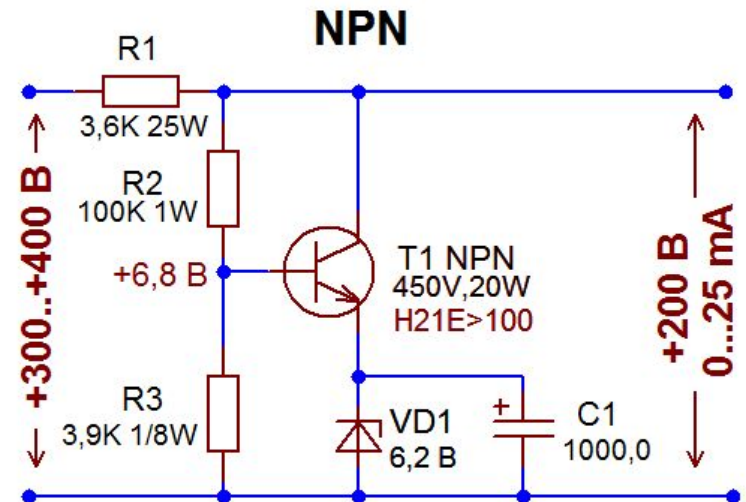 NPN
R1
3,6K 25W
R2
100K 1W
+6,8 В
T1 NPN
450V,20W
H21E>100
R3
3,9K 1/8W
VD1
6,2 В
+
C1
1000,0
+300..+400 В
+200 В
0...25 mA